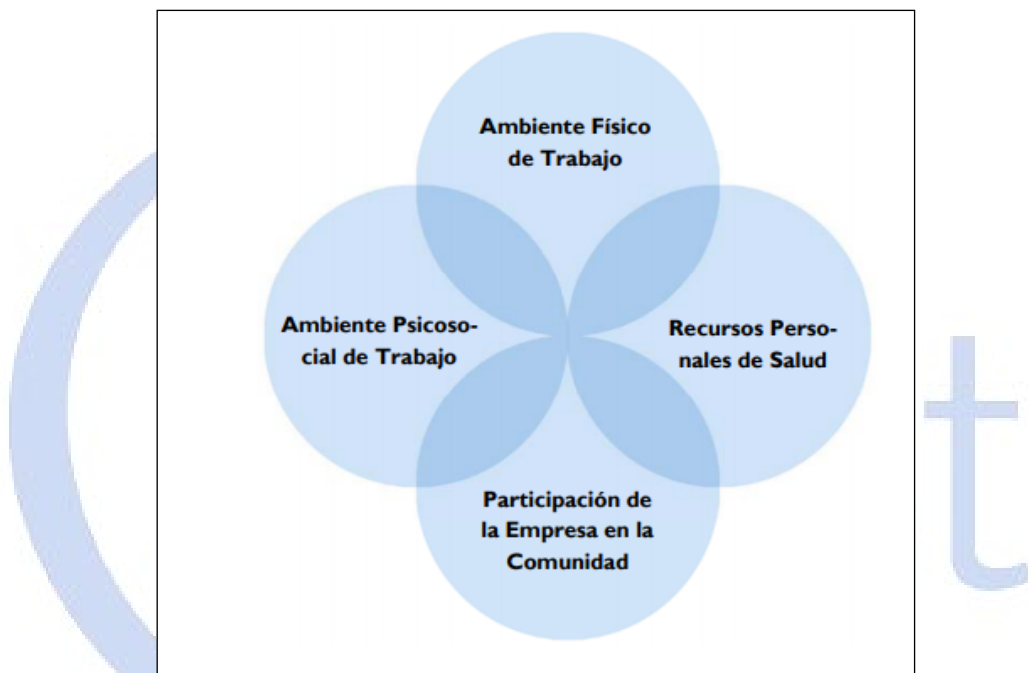 Ambiente Físico
de Trabajo
Ambiente Psicoso-
cial de Trabajo
Recursos Perso-
nales de Salud
Participación de
la Empresa en la
Comunidad
t